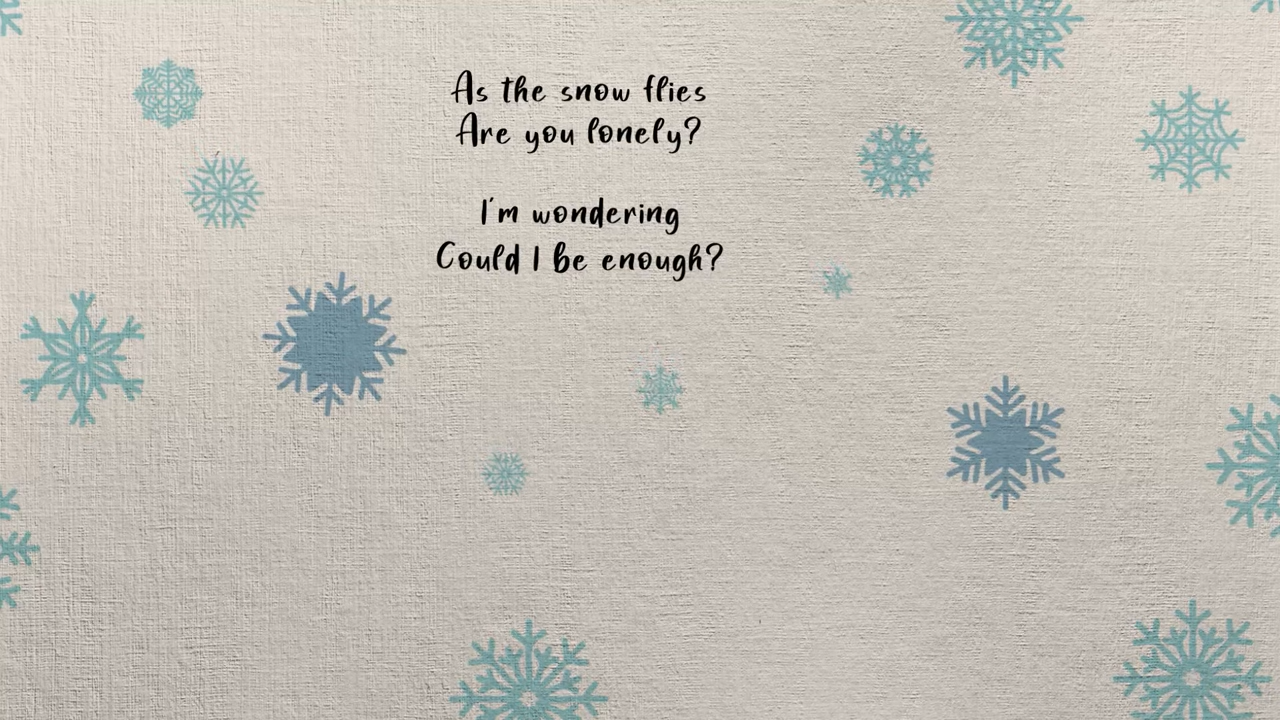 As the snow flies
Are you lonely?
I'm wondering
Could I be enough?